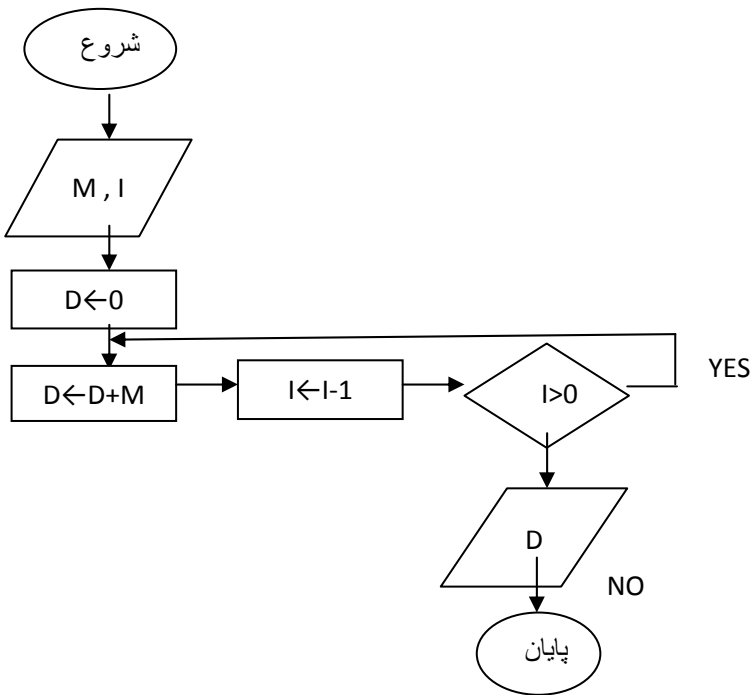 شروع
M , I
D←0
D←D+M
I←I-1
I>0
YES
D
NO
پایان